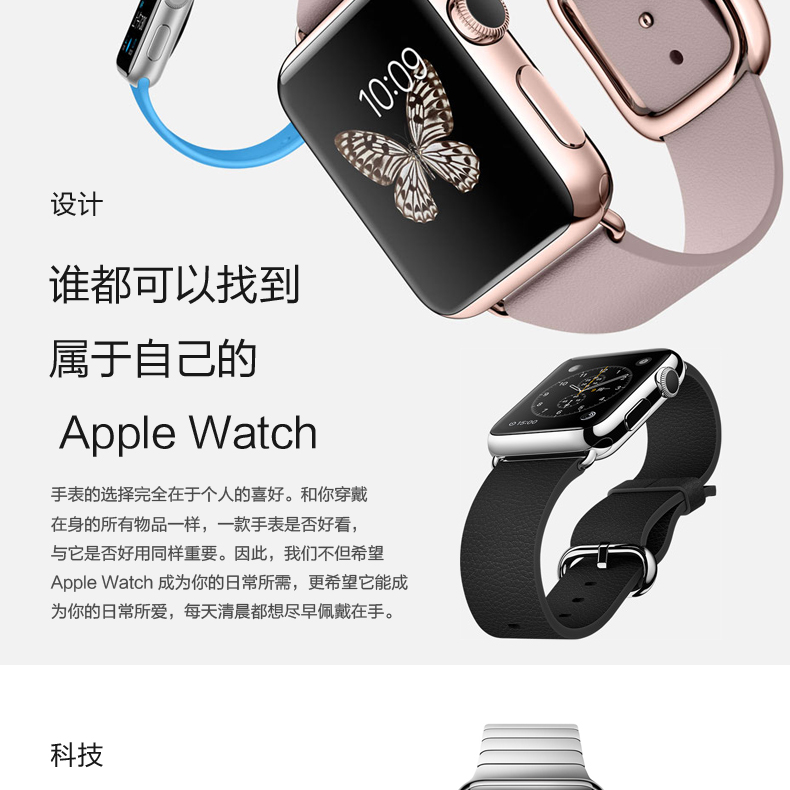 10:09
设计
谁都可以找到
属于自己的
Apple Watch
15:00
手表的选择完全在于个人的喜好。和你穿戴
在身的所有物品一样，一款手表是否好看，
与它是否好用同样重要。因此，我们不但希望
Apple Watch 成为你的日常所需，更希望它能成
为你的日常所爱，每天清晨都想尽早佩戴在手。
科技